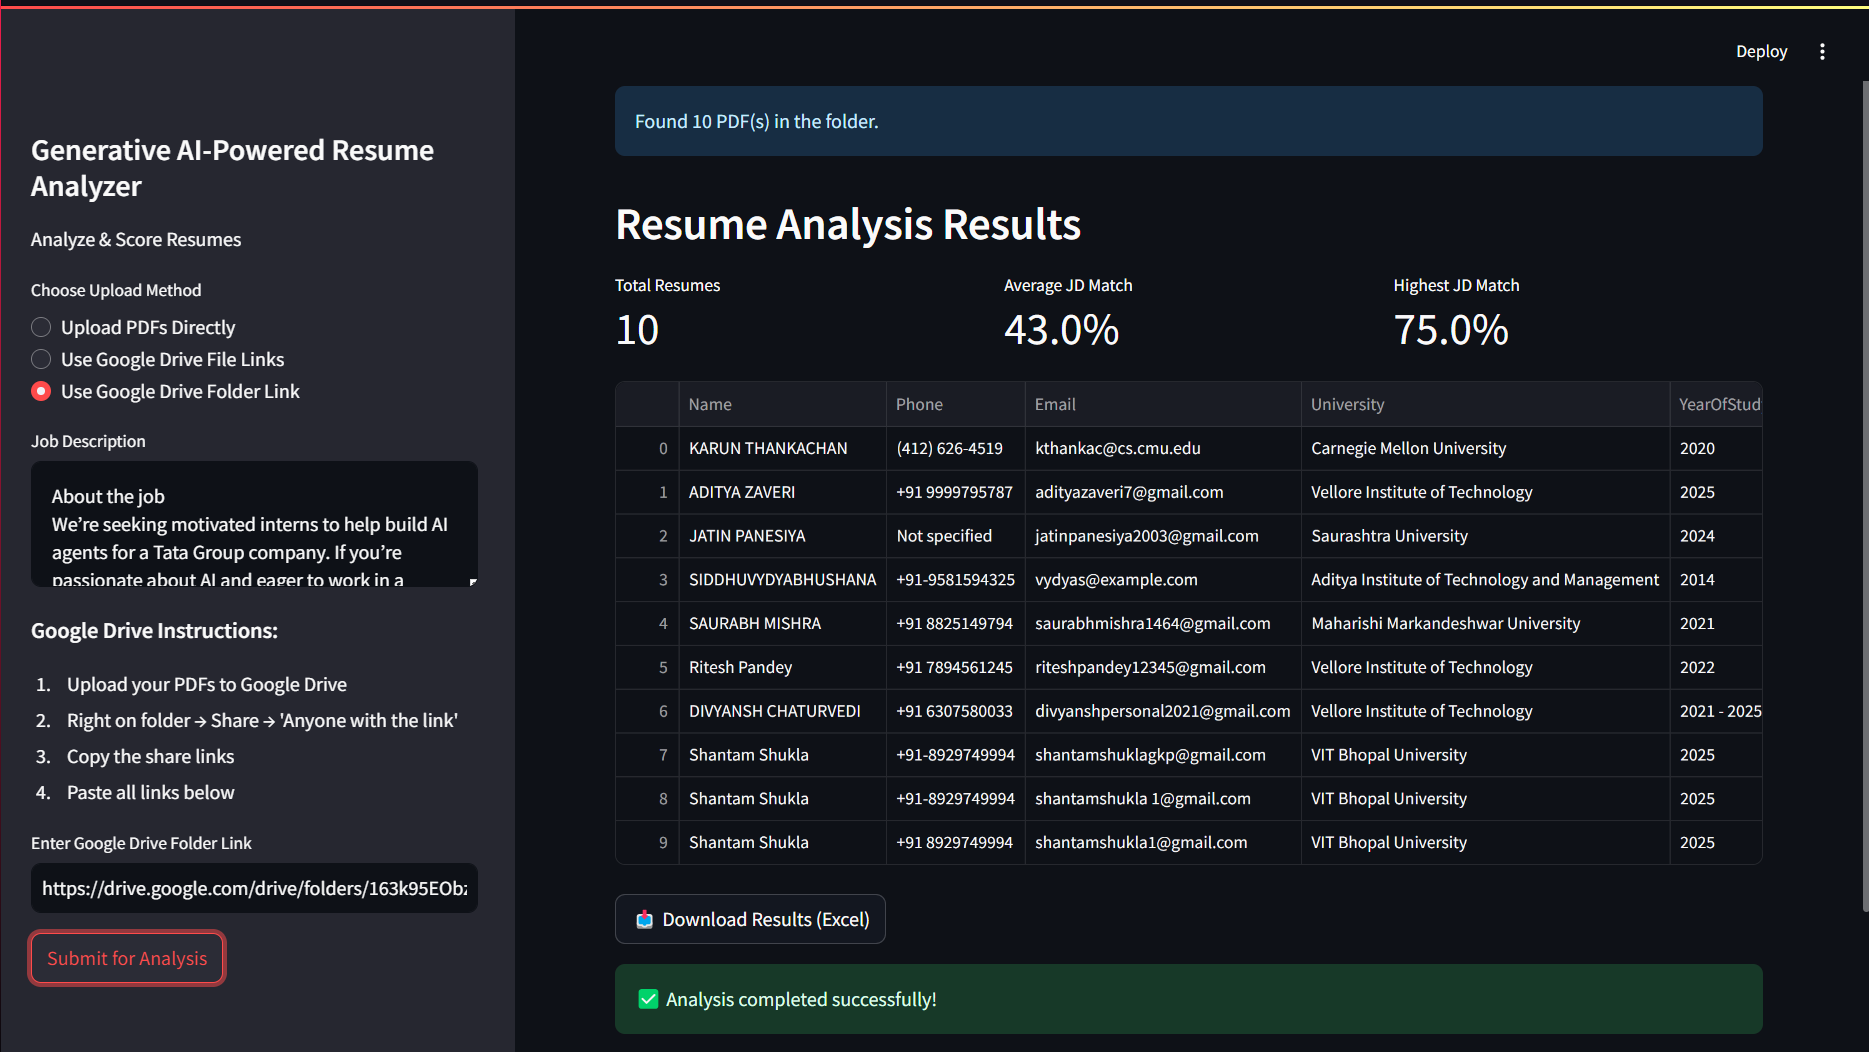 Deploy
Generative AI-Powered Resume
Analyzer
Analyze & Score Resumes
Choose Upload Method
Upload PDFs Directly
Use Google Drive File Links
Use Google Drive Folder Link
Job Description
About the job
We’re seeking motivated interns to help build AI
agents for a Tata Group company. If you’re
passionate about AI and eager to work in a
Google Drive Instructions:
1. Upload your PDFs to Google Drive
2. Right on folder → Share → 'Anyone with the link'
3. Copy the share links
4. Paste all links below
Enter Google Drive Folder Link
https://drive.google.com/drive/folders/163k95EObz
Submit for Analysis
Found 10 PDF(s) in the folder.
Resume Analysis Results
Total Resumes Average JD Match Highest JD Match
10 43.0% 75.0%
Name Phone Email University YearOfStud
0 KARUN THANKACHAN (412) 626-4519 kthankac@cs.cmu.edu Carnegie Mellon University 2020
1 ADITYA ZAVERI +91 9999795787 adityazaveri7@gmail.com Vellore Institute of Technology 2025
2 JATIN PANESIYA Not specified jatinpanesiya2003@gmail.com Saurashtra University 2024
3 SIDDHUVYDYABHUSHANA +91-9581594325 vydyas@example.com Aditya Institute of Technology and Management 2014
4 SAURABH MISHRA +91 8825149794 saurabhmishra1464@gmail.com Maharishi Markandeshwar University 2021
5 Ritesh Pandey +91 7894561245 riteshpandey12345@gmail.com Vellore Institute of Technology 2022
6 DIVYANSH CHATURVEDI +91 6307580033 divyanshpersonal2021@gmail.com Vellore Institute of Technology 2021 - 2025
7 Shantam Shukla +91-8929749994 shantamshuklagkp@gmail.com VIT Bhopal University 2025
8 Shantam Shukla +91-8929749994 shantamshukla 1@gmail.com VIT Bhopal University 2025
9 Shantam Shukla +91 8929749994 shantamshukla1@gmail.com VIT Bhopal University 2025
Download Results (Excel)
Analysis completed successfully!